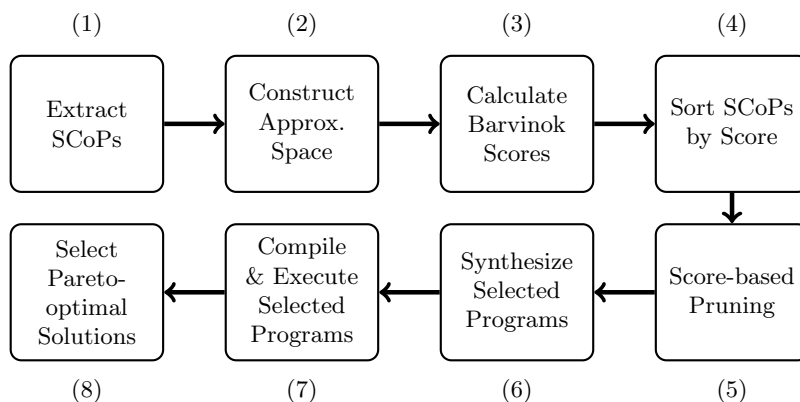 (1)
Extract
SCoPs
(2)
Construct
Approx.
Space
(3)
Calculate
Barvinok
Scores
(4)
Sort SCoPs
by Score
Score-based
Pruning
(5)
Synthesize
Selected
Programs
(6)
Compile
& Execute
Selected
Programs
(7)
Select
Pareto-
optimal
Solutions
(8)